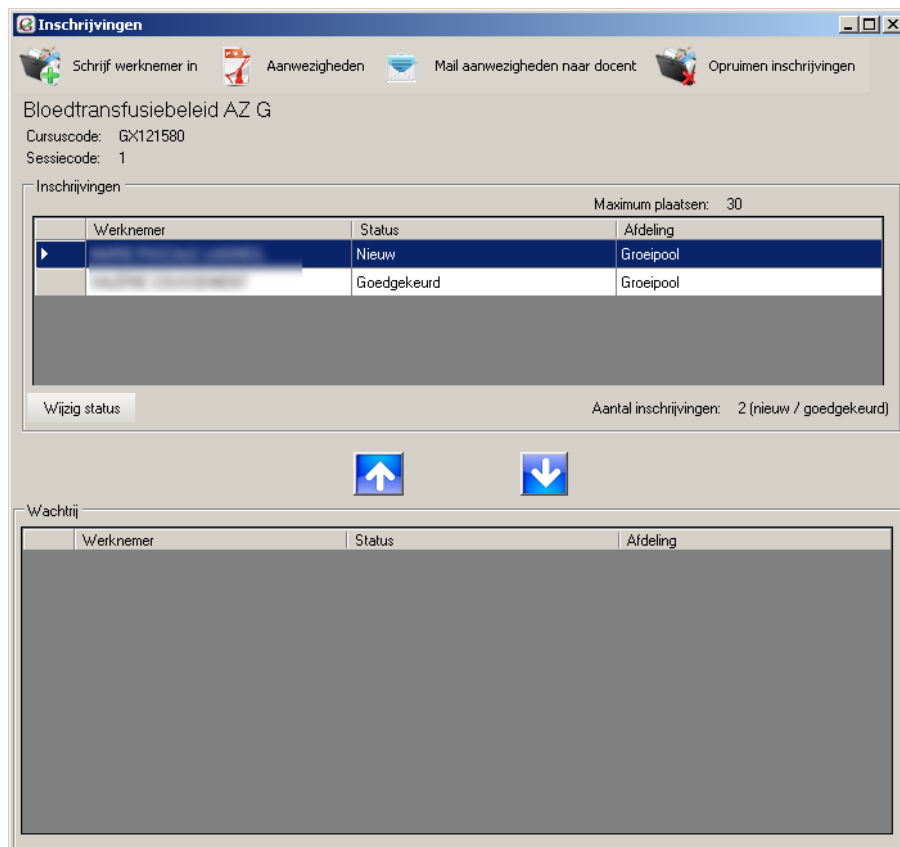 Inschrijvingen
Schrijf werknemer in Aanwezigheden Mail aanwezigheden naar docent Opruimen inschrijvingen
Bloedtransfusiebeleid AZ G
Cursuscode: GX121580
Sessiecode: 1
Inschrijvingen
Maximum plaatsen: 30
Werknemer Status Afdeling
Nieuw Groeipool
Goedgekeurd Groeipool
Wijzig status Aantal inschrijvingen: 2 (nieuw / goedgekeurd)
Wachtrij
Werknemer Status Afdeling